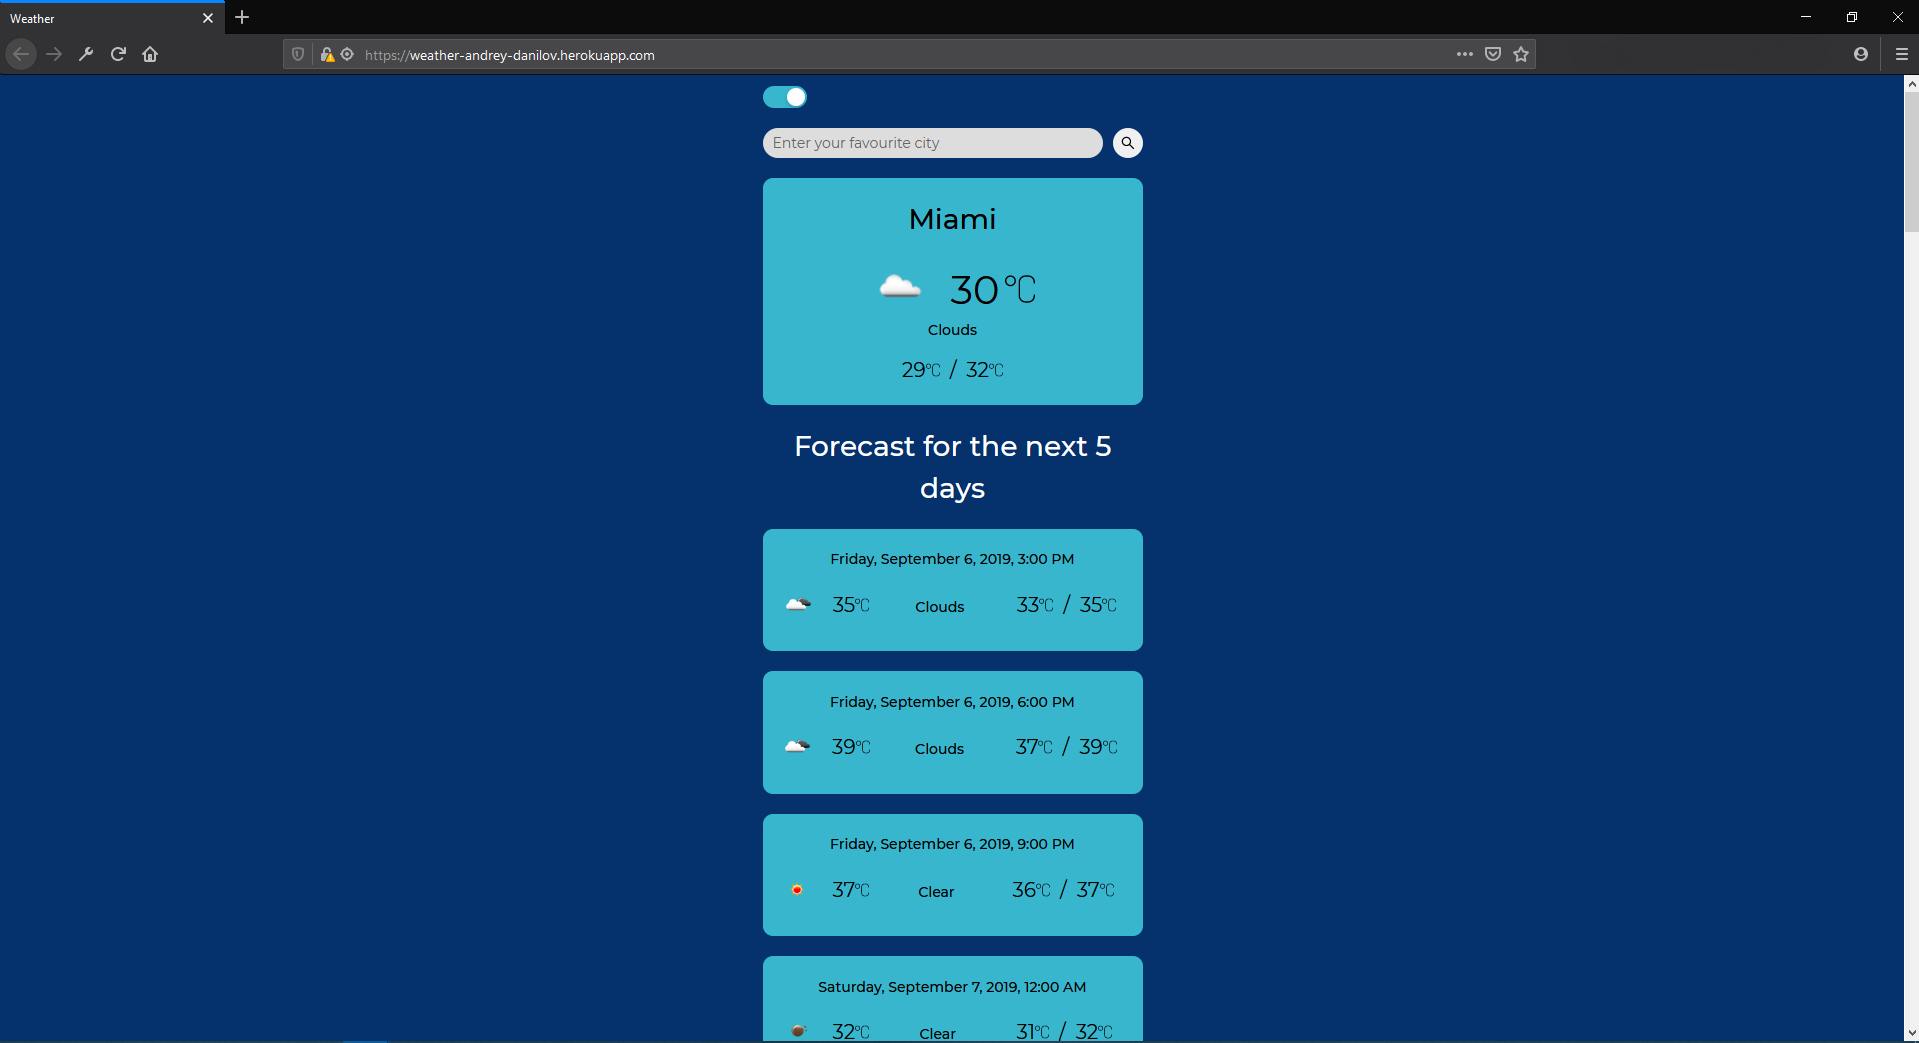 Weather
https://weather-andrey-danilov.herokuapp.com
Enter your favourite city
Miami
30 °C
Clouds
29°C / 32°C
Forecast for the next 5
days
Friday, September 6, 2019, 3:00 PM
35°C Clouds 33°C / 35°C
Friday, September 6, 2019, 6:00 PM
39°C Clouds 37°C / 39°C
Friday, September 6, 2019, 9:00 PM
37°C Clear 36°C / 37°C
Saturday, September 7, 2019, 12:00 AM
32°C Clear 31°C / 32°C